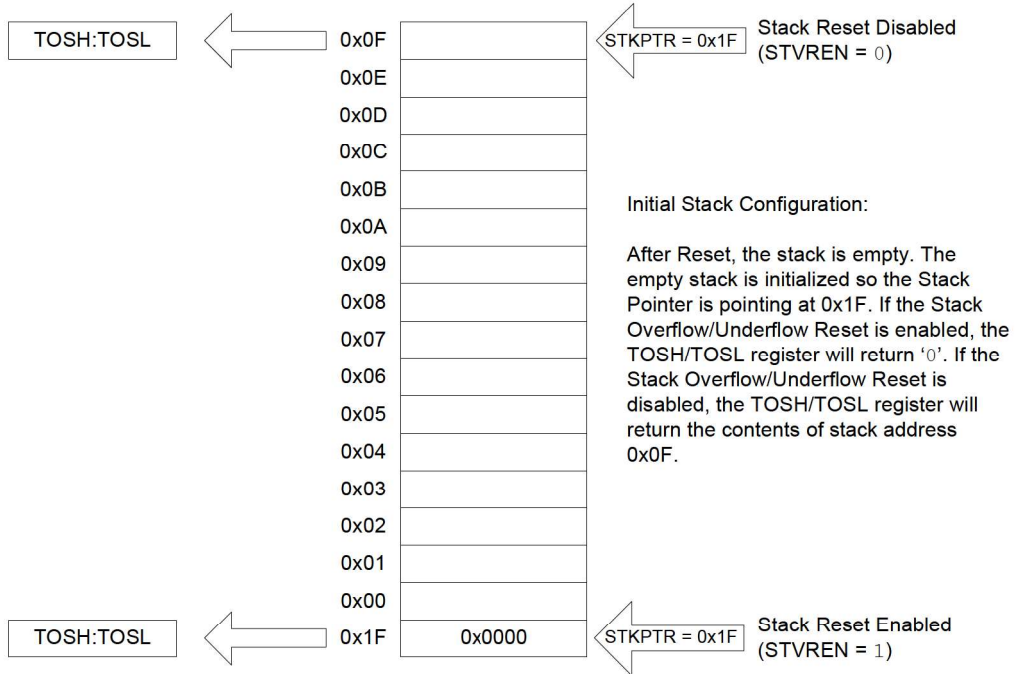 TOSH:TOSL
0x0F
STKPTR = 0x1F
Stack Reset Disabled
(STVREN = 0)
0x0E
0x0D
0x0C
0x0B
0x0A
0x09
0x08
0x07
0x06
0x05
0x04
0x03
0x02
0x01
0x00
Initial Stack Configuration:
After Reset, the stack is empty. The
empty stack is initialized so the Stack
Pointer is pointing at 0x1F. If the Stack
Overflow/Underflow Reset is enabled, the
TOSH/TOSL register will return ‘0’. If the
Stack Overflow/Underflow Reset is
disabled, the TOSH/TOSL register will
return the contents of stack address
0x0F.
TOSH:TOSL
0x1F
0x0000
STKPTR = 0x1F
Stack Reset Enabled
(STVREN = 1)